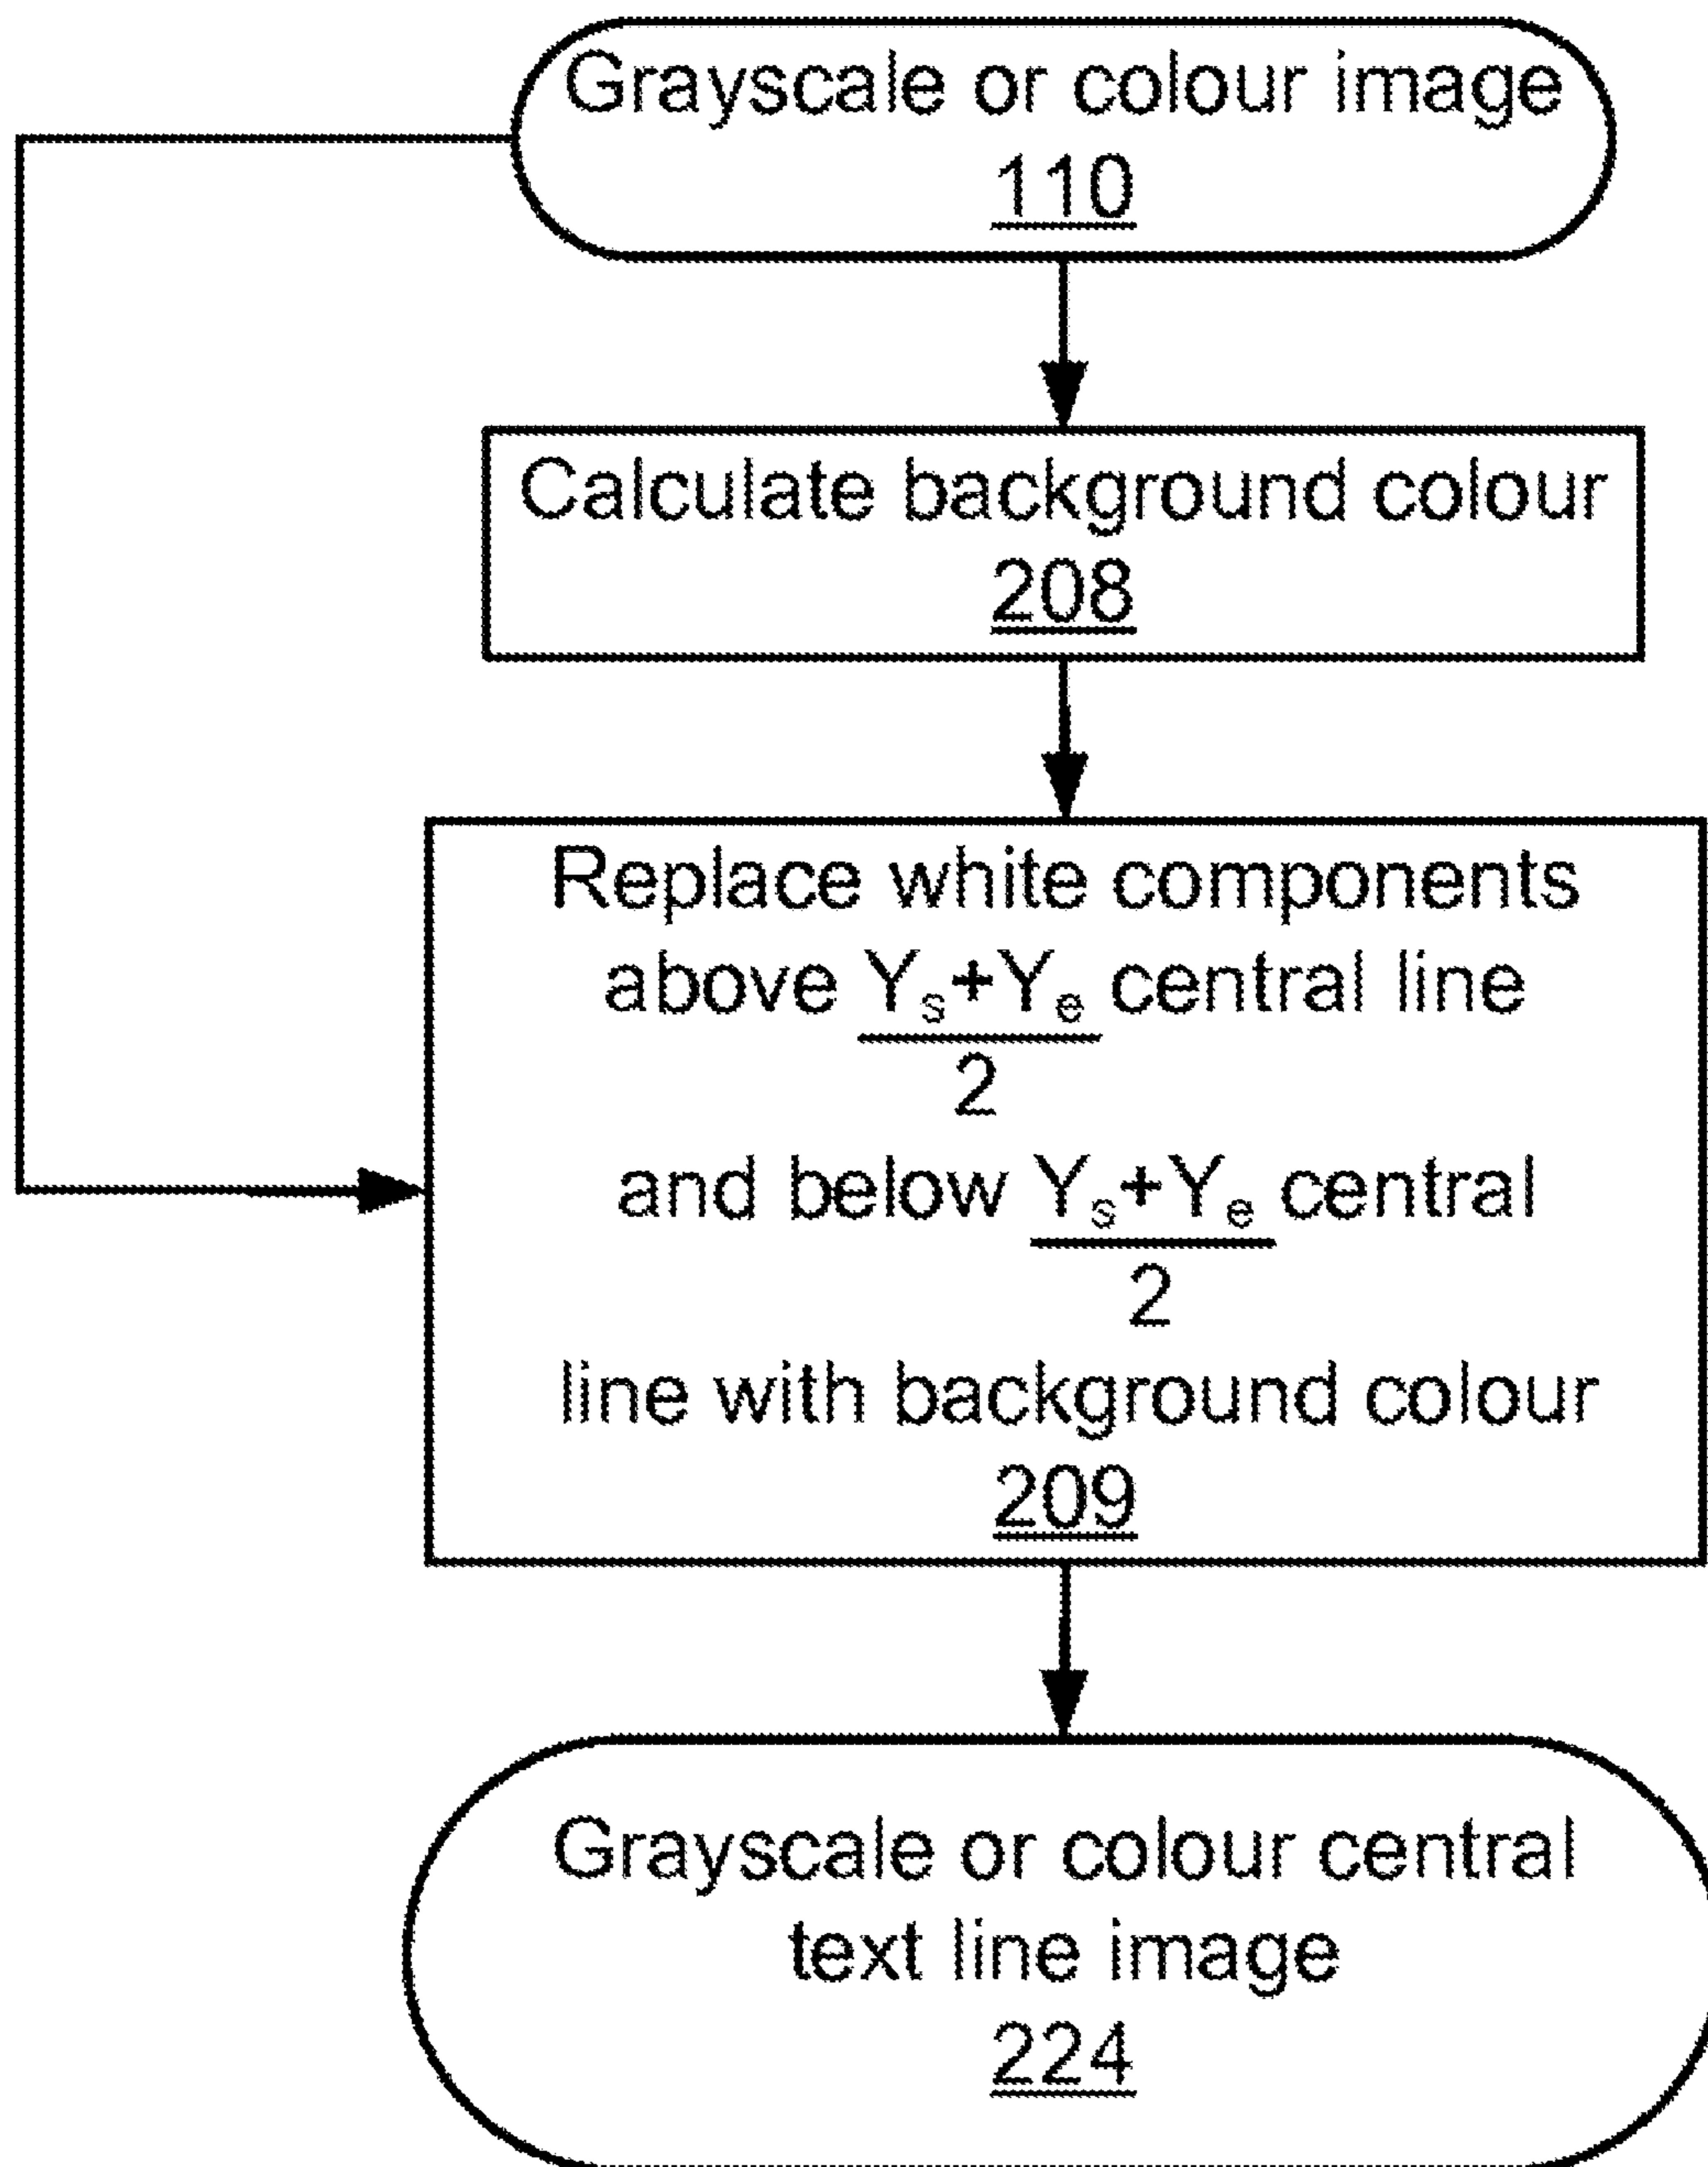 Grayscale or colour image
110
Calculate background colour
208
Replace white components
above Yₛ+Yₑ central line
2
and below Yₛ+Yₑ central
2
line with background colour
209
Grayscale or colour central
text line image
224